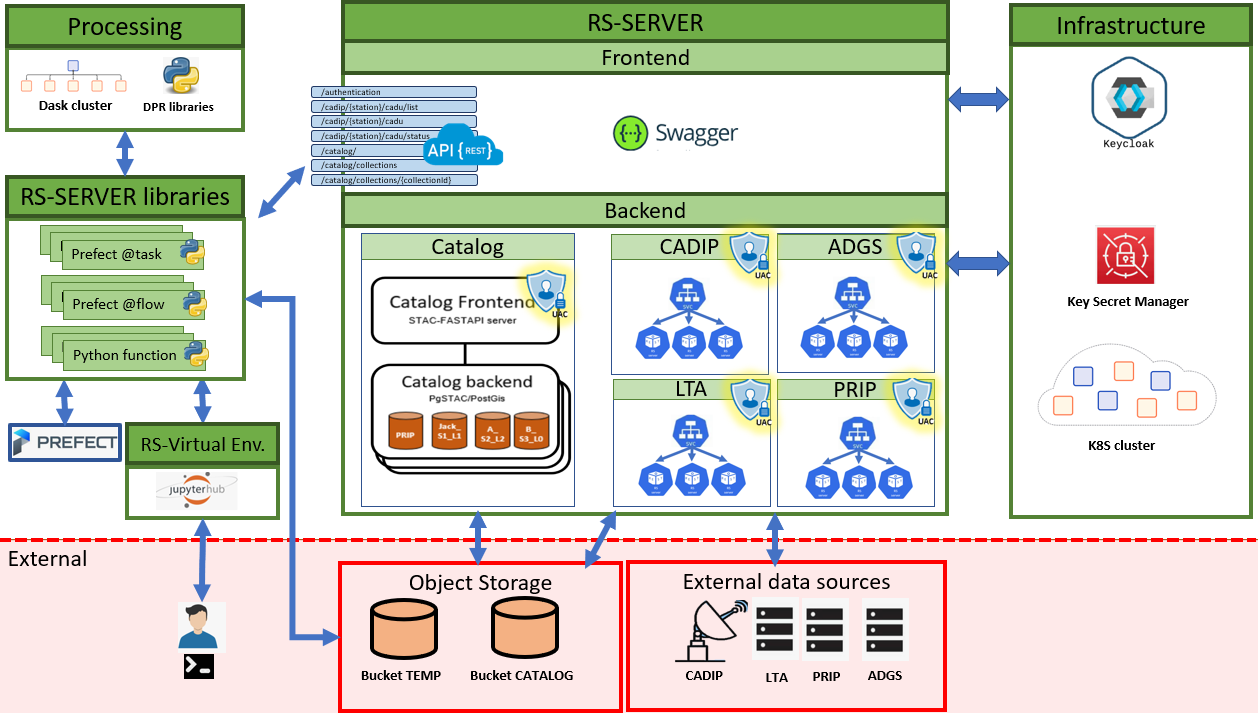 Processing
Dask cluster
DPR libraries
RS-SERVER libraries
Prefect @task
Prefect @flow
Python function
PREFECT
RS-Virtual Env.
jupyterhub
RS-SERVER
Frontend
/authentication
/cadip/{station}/cadu/list
/cadip/{station}/cadu
/cadip/{station}/cadu/status
/catalog/
/catalog/collections
/catalog/collections/{collectionId}
API { REST }
{··} Swagger
Backend
Catalog
Catalog Frontend
STAC-FASTAPI server
UAC
Catalog backend
PgSTAC/PostGis
PRIP
Jack_
S1_L1
A_
S2_L2
B_
S3_L0
CADIP
UAC
SVC
ADGS
UAC
SVC
LTA
UAC
SVC
PRIP
UAC
SVC
Infrastructure
Keycloak
Key Secret Manager
K8S cluster
External
Object Storage
Bucket TEMP
Bucket CATALOG
External data sources
CADIP
LTA
PRIP
ADGS